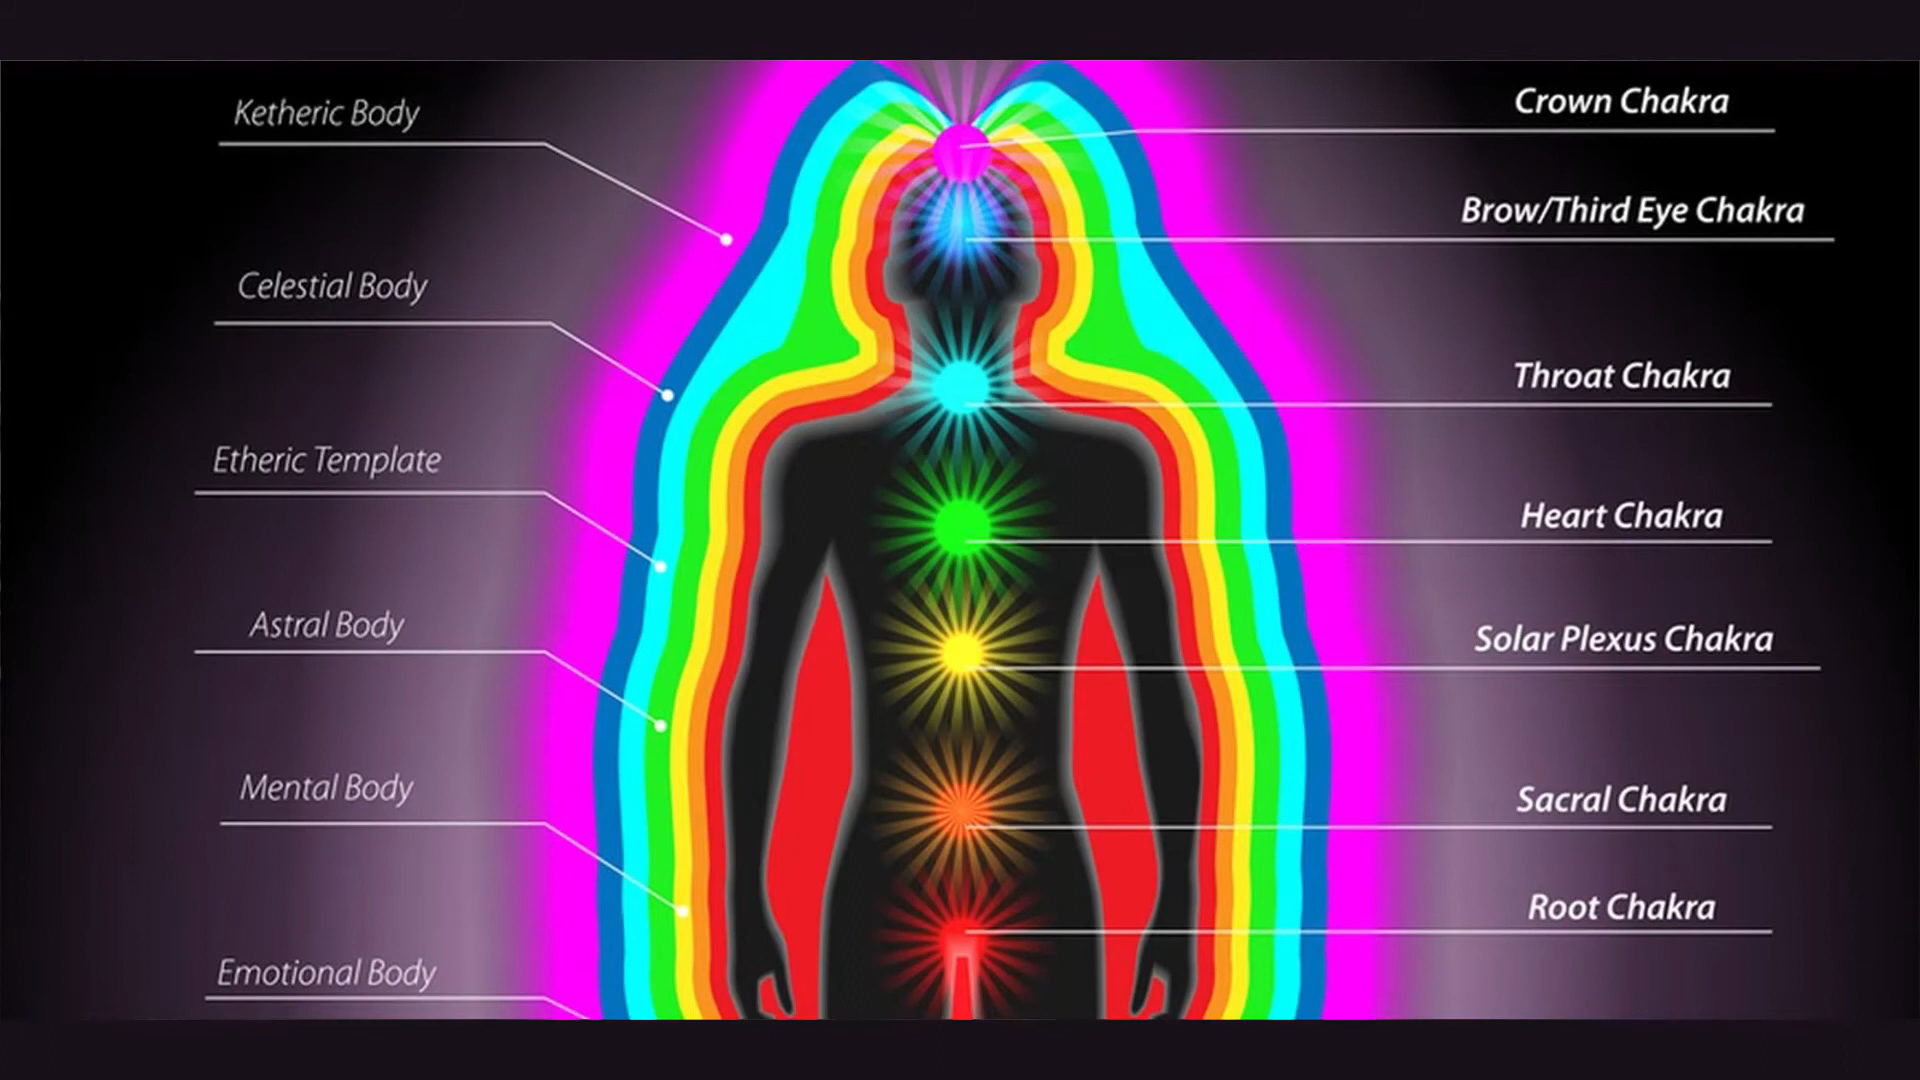 Ketheric Body
Celestial Body
Etheric Template
Astral Body
Mental Body
Emotional Body
Crown Chakra
Brow/Third Eye Chakra
Throat Chakra
Heart Chakra
Solar Plexus Chakra
Sacral Chakra
Root Chakra